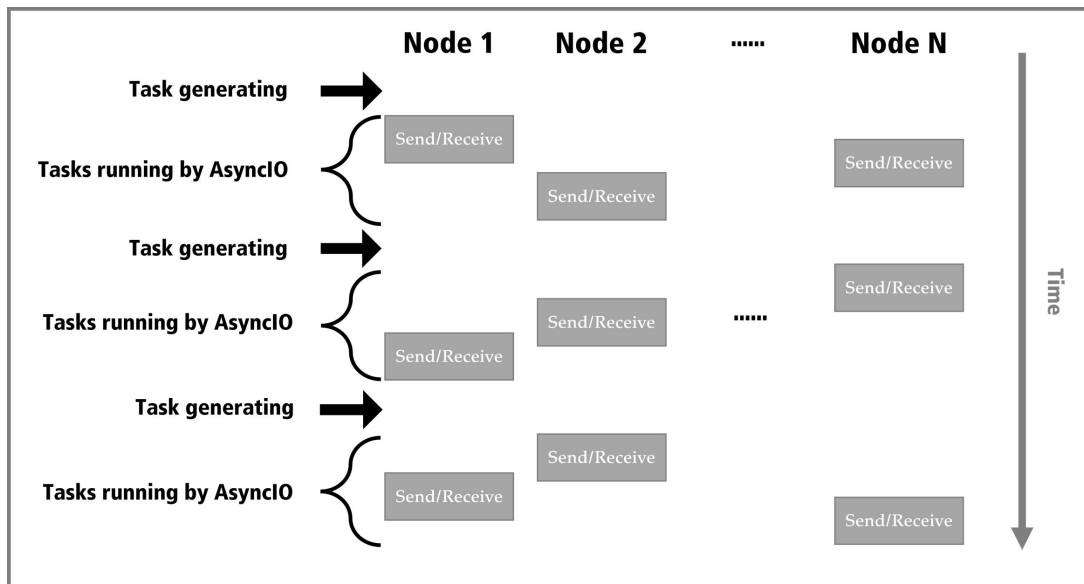 Node 1 Node 2 ...... Node N
Task generating
Send/Receive
Tasks running by AsyncIO
Send/Receive
Send/Receive
Task generating
Send/Receive
Time
Tasks running by AsyncIO
Send/Receive
......
Send/Receive
Task generating
Send/Receive
Tasks running by AsyncIO
Send/Receive
Send/Receive